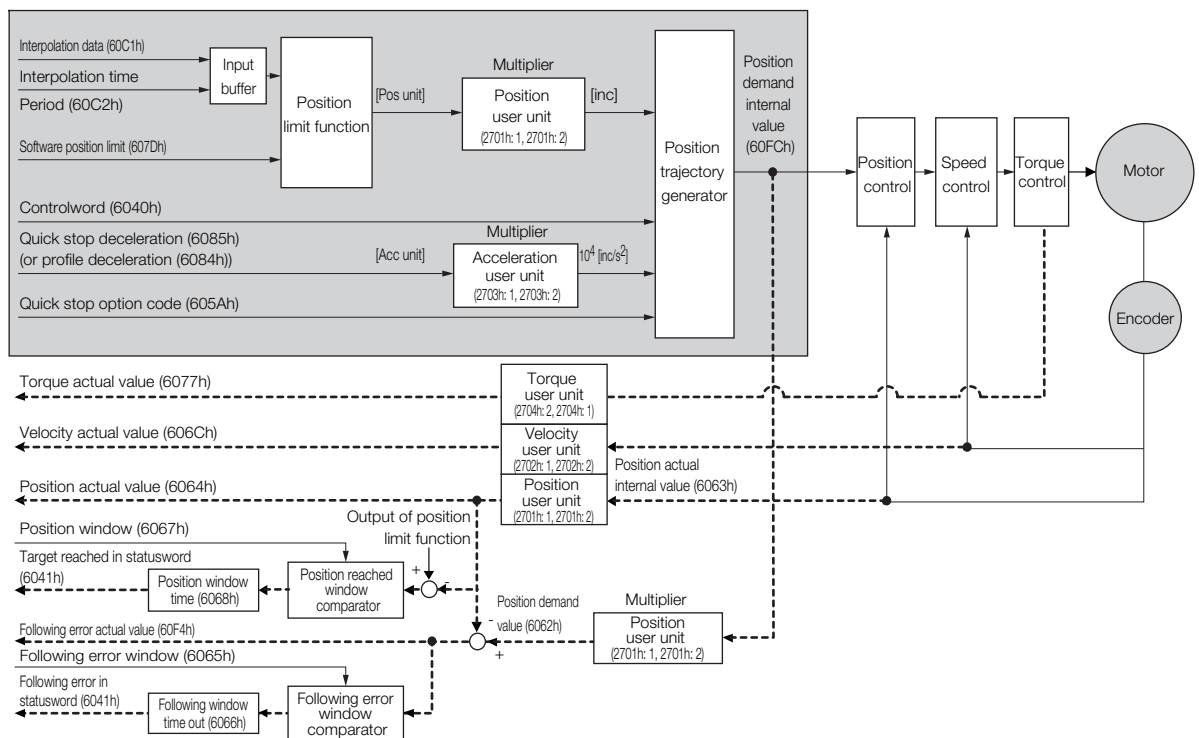 Interpolation data (60C1h)
Interpolation time
Period (60C2h)
Input
buffer
Software position limit (607Dh)
Position
limit function
[Pos unit]
Multiplier
Position
user unit
(2701h: 1, 2701h: 2)
[inc]
Position
trajectory
generator
Position
demand
internal
value
(60FCh)
Controlword (6040h)
Quick stop deceleration (6085h)
(or profile deceleration (6084h))
[Acc unit]
Multiplier
Acceleration
user unit
(2703h: 1, 2703h: 2)
10⁴ [inc/s²]
Quick stop option code (605Ah)
Position
control
Speed
control
Torque
control
Motor
Encoder
Torque actual value (6077h)
Torque
user unit
(2704h: 2, 2704h: 1)
Velocity actual value (606Ch)
Velocity
user unit
(2702h: 1, 2702h: 2)
Position actual value (6064h)
Position
user unit
(2701h: 1, 2701h: 2)
Position actual
internal value (6063h)
Position window (6067h)
Output of position
limit function
Target reached in statusword
(6041h)
Position window
time (6068h)
Position reached
window
comparator
+
-
Following error actual value (60F4h)
-
+
Position demand
value (6062h)
Multiplier
Position
user unit
(2701h: 1, 2701h: 2)
Following error window (6065h)
Following error in
statusword (6041h)
Following window
time out (6066h)
Following error
window
comparator